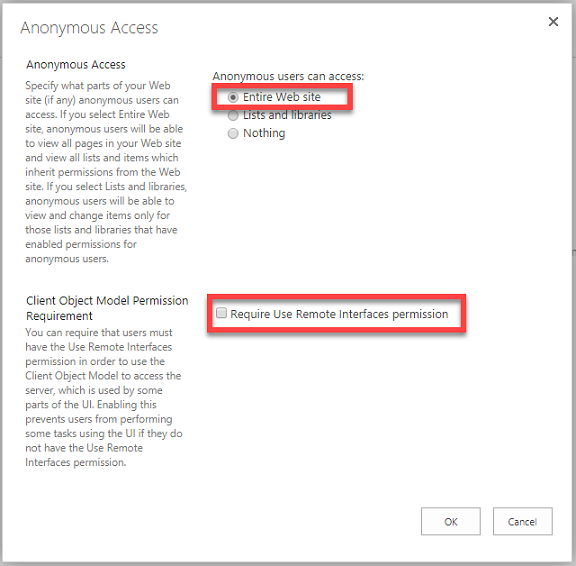 Anonymous Access
Anonymous Access
Specify what parts of your Web
site (if any) anonymous users can
access. If you select Entire Web
site, anonymous users will be able
to view all pages in your Web site
and view all lists and items which
inherit permissions from the Web
site. If you select Lists and libraries,
anonymous users will be able to
view and change items only for
those lists and libraries that have
enabled permissions for
anonymous users.
Anonymous users can access:
Entire Web site
Lists and libraries
Nothing
Client Object Model Permission
Requirement
You can require that users must
have the Use Remote Interfaces
permission in order to use the
Client Object Model to access the
server, which is used by some
parts of the UI. Enabling this
prevents users from performing
some tasks using the UI if they do
not have the Use Remote
Interfaces permission.
Require Use Remote Interfaces permission
OK
Cancel